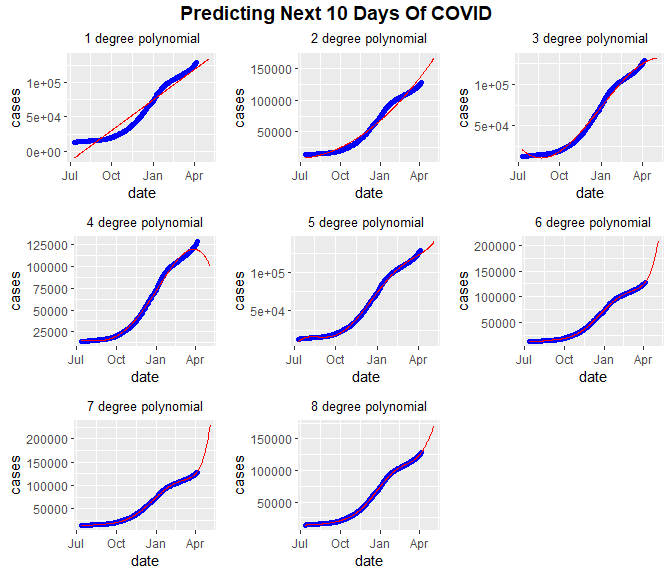 Predicting Next 10 Days Of COVID
1 degree polynomial
cases
1e+05
5e+04
0e+00
Jul Oct Jan Apr
date
2 degree polynomial
cases
150000
100000
50000
Jul Oct Jan Apr
date
3 degree polynomial
cases
1e+05
5e+04
Jul Oct Jan Apr
date
4 degree polynomial
cases
125000
100000
75000
50000
25000
Jul Oct Jan Apr
date
5 degree polynomial
cases
1e+05
5e+04
Jul Oct Jan Apr
date
6 degree polynomial
cases
200000
150000
100000
50000
Jul Oct Jan Apr
date
7 degree polynomial
cases
200000
150000
100000
50000
Jul Oct Jan Apr
date
8 degree polynomial
cases
150000
100000
50000
Jul Oct Jan Apr
date